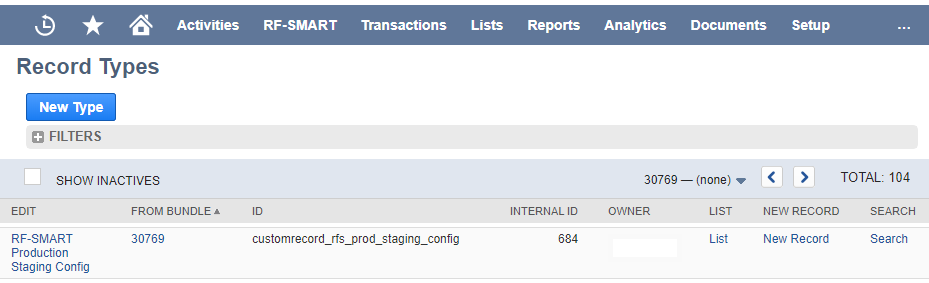 Activities RF-SMART Transactions Lists Reports Analytics Documents Setup ...
Record Types
New Type
FILTERS
SHOW INACTIVES 30769 — (none) TOTAL: 104
EDIT FROM BUNDLE ID INTERNAL ID OWNER LIST NEW RECORD SEARCH
RF-SMART 30769 customrecord_rfs_prod_staging_config 684 List New Record Search
Production
Staging Config